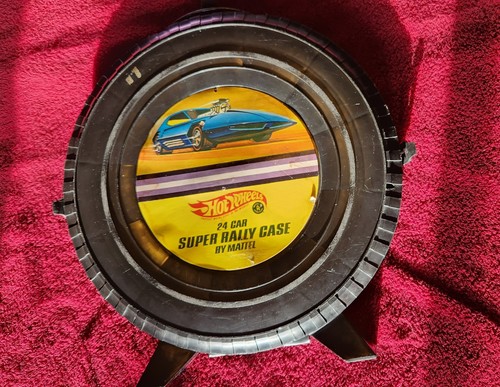 Hot Wheels
24 CAR
SUPER RALLY CASE
BY MATTEL